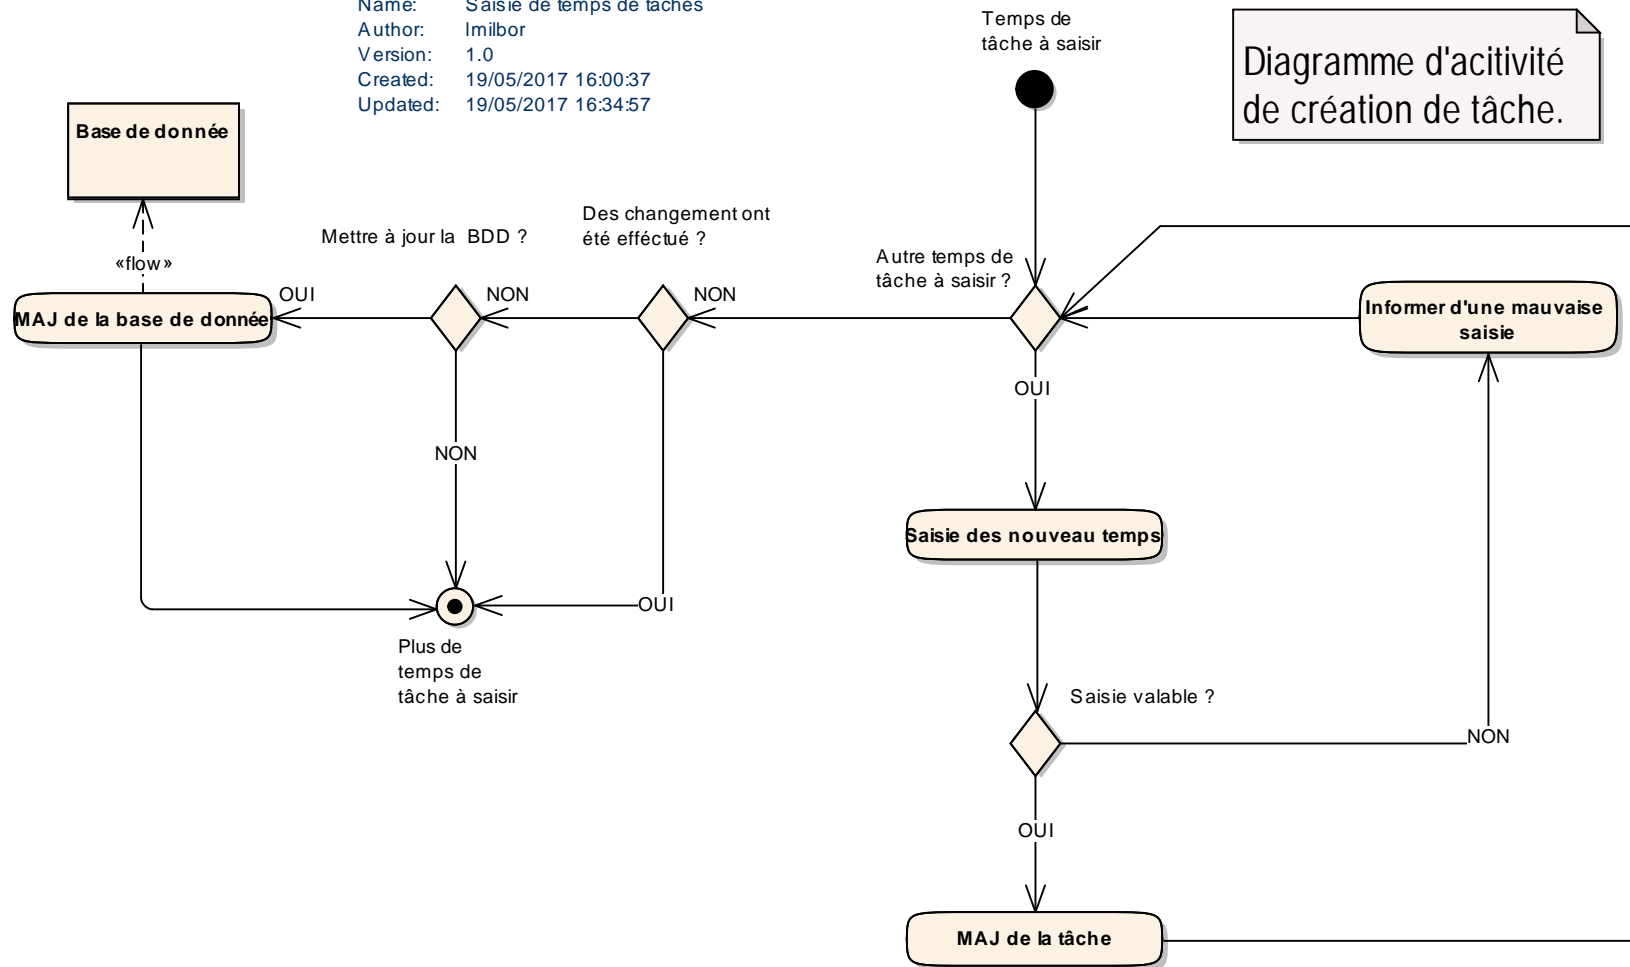 Name: Saisie de temps de tâches
Author: lmilbor
Version: 1.0
Created: 19/05/2017 16:00:37
Updated: 19/05/2017 16:34:57
Temps de
tâche à saisir
Diagramme d'acitivité
de création de tâche.
Base de donnée
«flow»
Mettre à jour la BDD ?
Des changement ont
été efféctué ?
Autre temps de
tâche à saisir ?
OUI
NON
NON
MAJ de la base de donnée
Informer d'une mauvaise
saisie
OUI
NON
Saisie des nouveau temps
OUI
Plus de
temps de
tâche à saisir
Saisie valable ?
NON
OUI
MAJ de la tâche